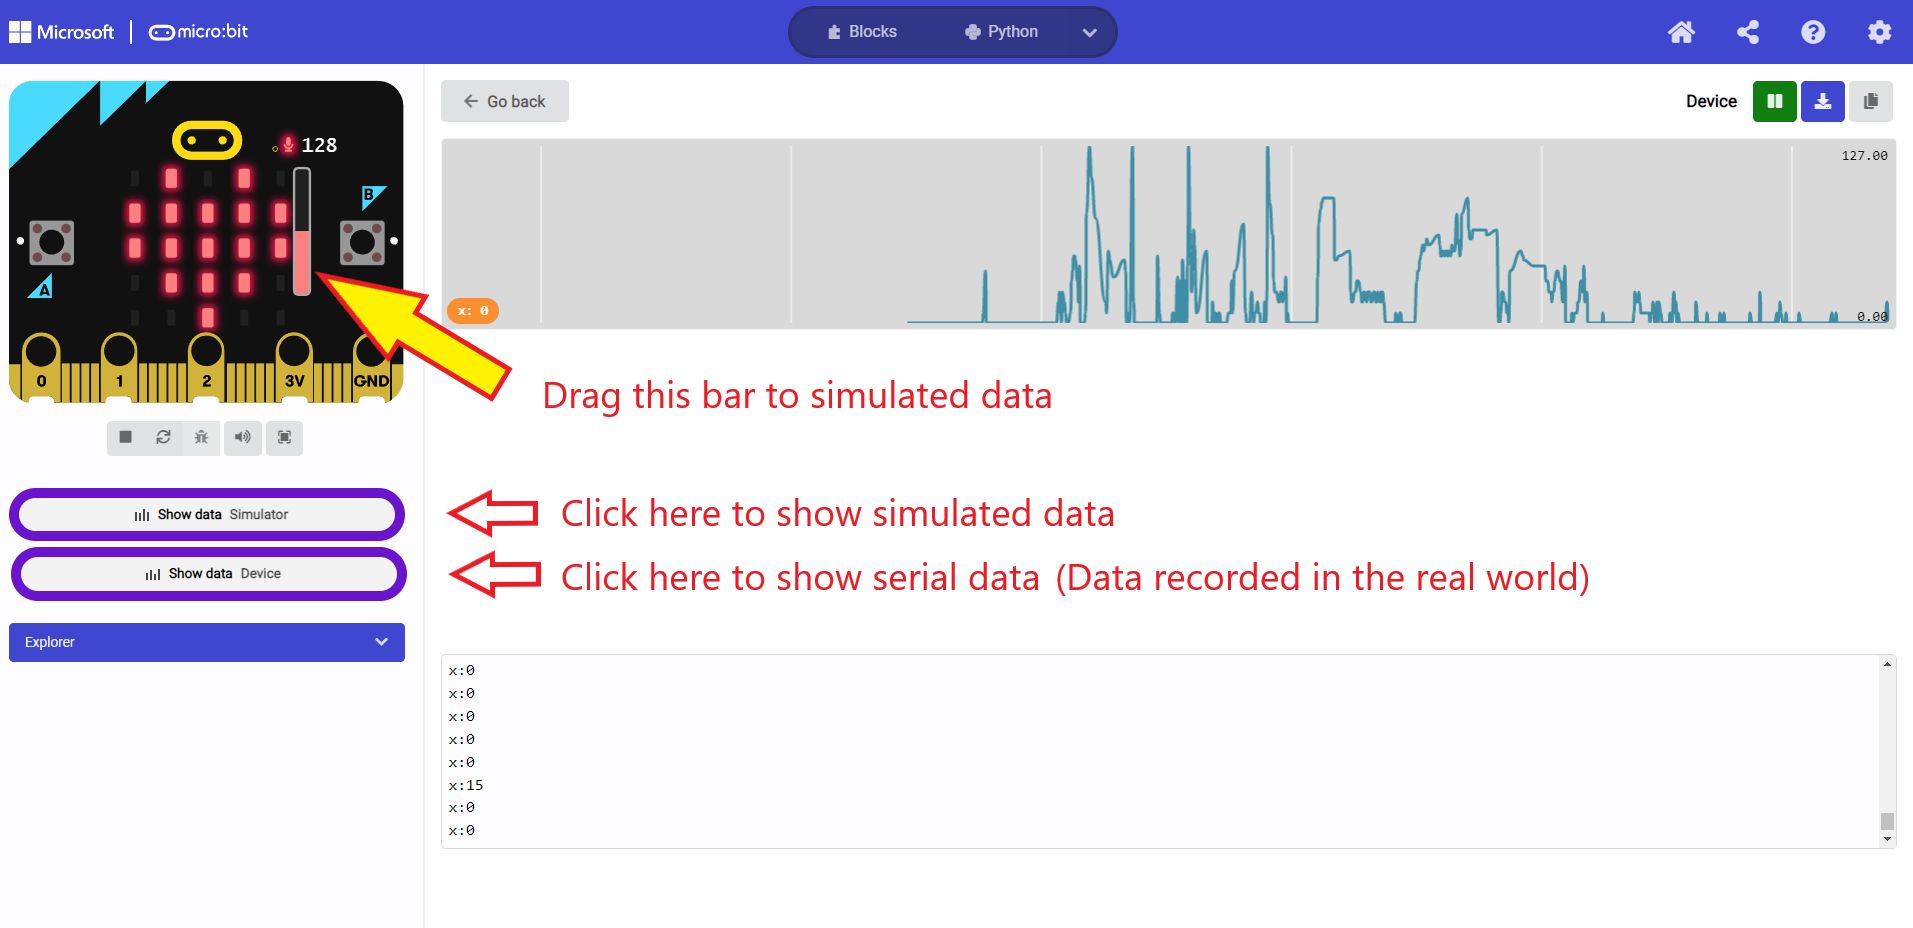 Microsoft micro:bit
Blocks
Python
Go back
Device
128
B
A
0 1 2 3V GND
127.00
x: 0
0.00
Drag this bar to simulated data
Show data Simulator
Click here to show simulated data
Show data Device
Click here to show serial data (Data recorded in the real world)
Explorer
x:0
x:0
x:0
x:0
x:0
x:15
x:0
x:0